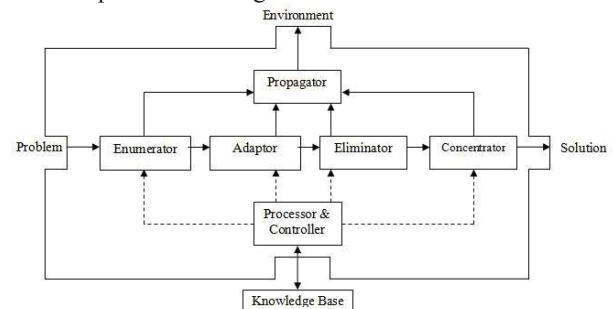 Environment
Propagator
Problem
Enumerator
Adaptor
Eliminator
Concentrator
Solution
Processor &
Controller
Knowledge Base